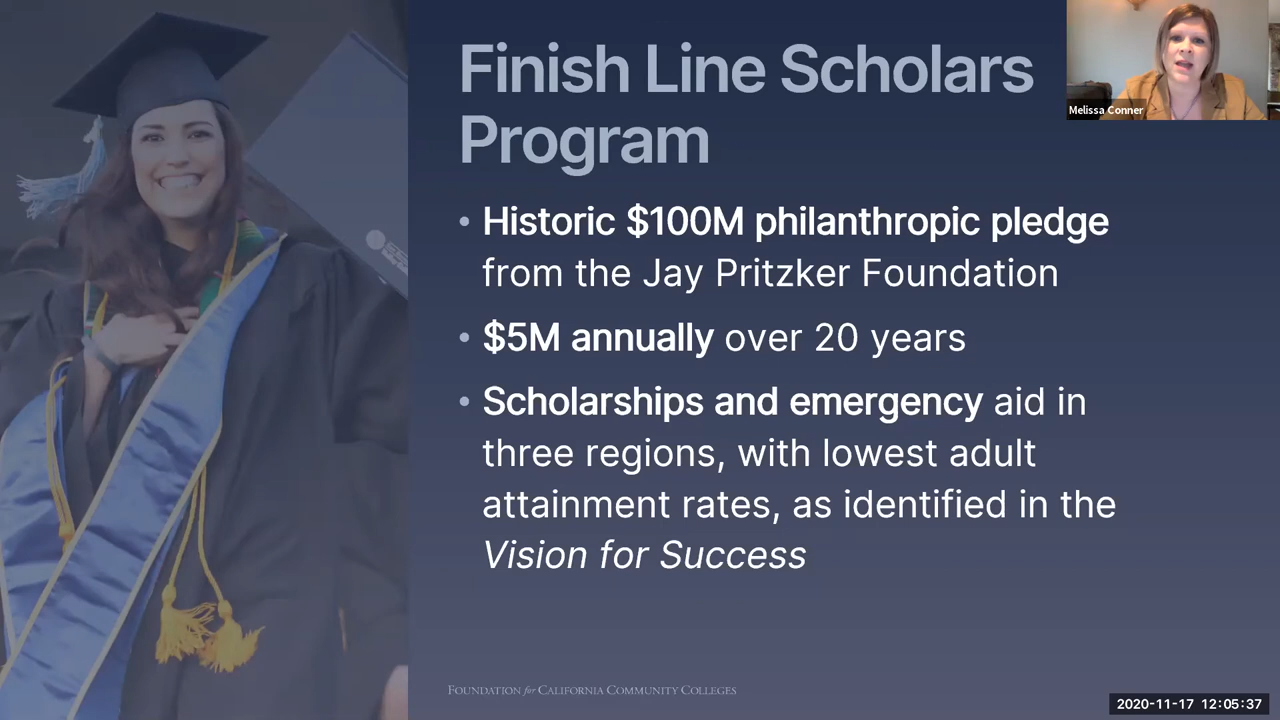 Finish Line Scholars
Program
• Historic $100M philanthropic pledge
from the Jay Pritzker Foundation
• $5M annually over 20 years
• Scholarships and emergency aid in
three regions, with lowest adult
attainment rates, as identified in the
Vision for Success
FOUNDATION for CALIFORNIA COMMUNITY COLLEGES
Melissa Conner
2020-11-17 12:05:37